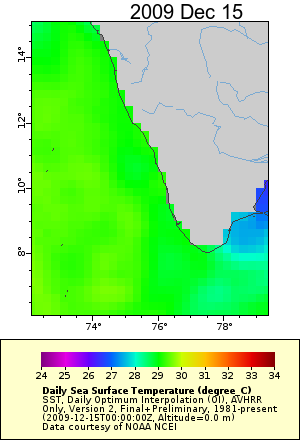 2009 Dec 15
14°
12°
10°
8°
74° 76° 78°
24 25 26 27 28 29 30 31 32 33 34
Daily Sea Surface Temperature (degree_C)
SST, Daily Optimum Interpolation (OI), AVHRR
Only, Version 2, Final+Preliminary, 1981-present
(2009-12-15T00:00:00Z, Altitude=0.0 m)
Data courtesy of NOAA NCEI